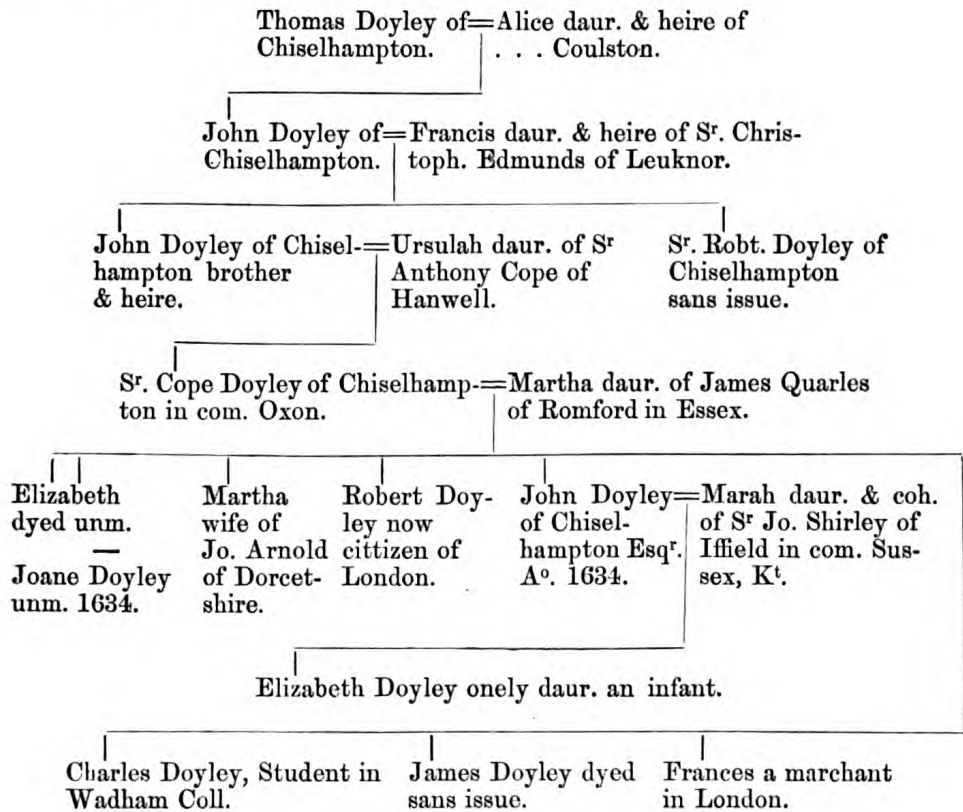 Thomas Doyley of=Alice daur. & heire of
Chiselhampton. . . . Coulston.
John Doyley of=Francis daur. & heire of Sr. Chris-
Chiselhampton. toph. Edmunds of Leuknor.
John Doyley of Chisel-=Ursulah daur. of Sr
hampton brother
& heire.
Anthony Cope of
Hanwell.
Sr. Robt. Doyley of
Chiselhampton
sans issue.
Sr. Cope Doyley of Chiselhamp-=Martha daur. of James Quarles
ton in com. Oxon. of Romford in Essex.
Elizabeth
dyed unm.
—
Joane Doyley
unm. 1634.
Martha
wife of
Jo. Arnold
of Dorcet-
shire.
Robert Doy-
ley now
cittizen of
London.
John Doyley=Marah daur. & coh.
of Chisel-
hampton Esqr.
Ao. 1634.
of Sr Jo. Shirley of
Iffield in com. Sus-
sex, Kt.
Elizabeth Doyley onely daur. an infant.
Charles Doyley, Student in
Wadham Coll.
James Doyley dyed
sans issue.
Frances a marchant
in London.